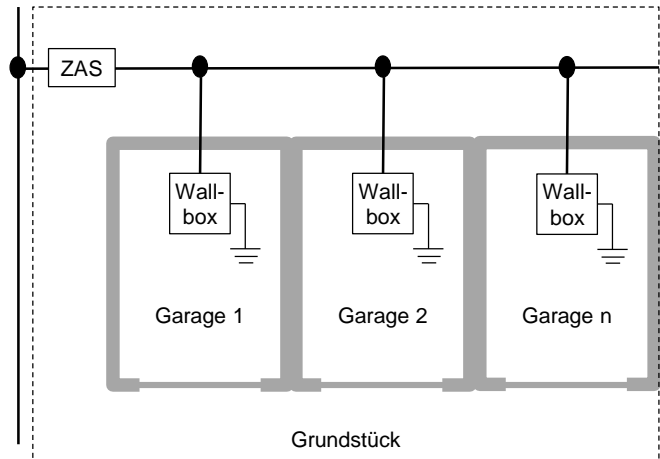 ZAS
Wall-
box
Wall-
box
Wall-
box
Garage 1
Garage 2
Garage n
Grundstück